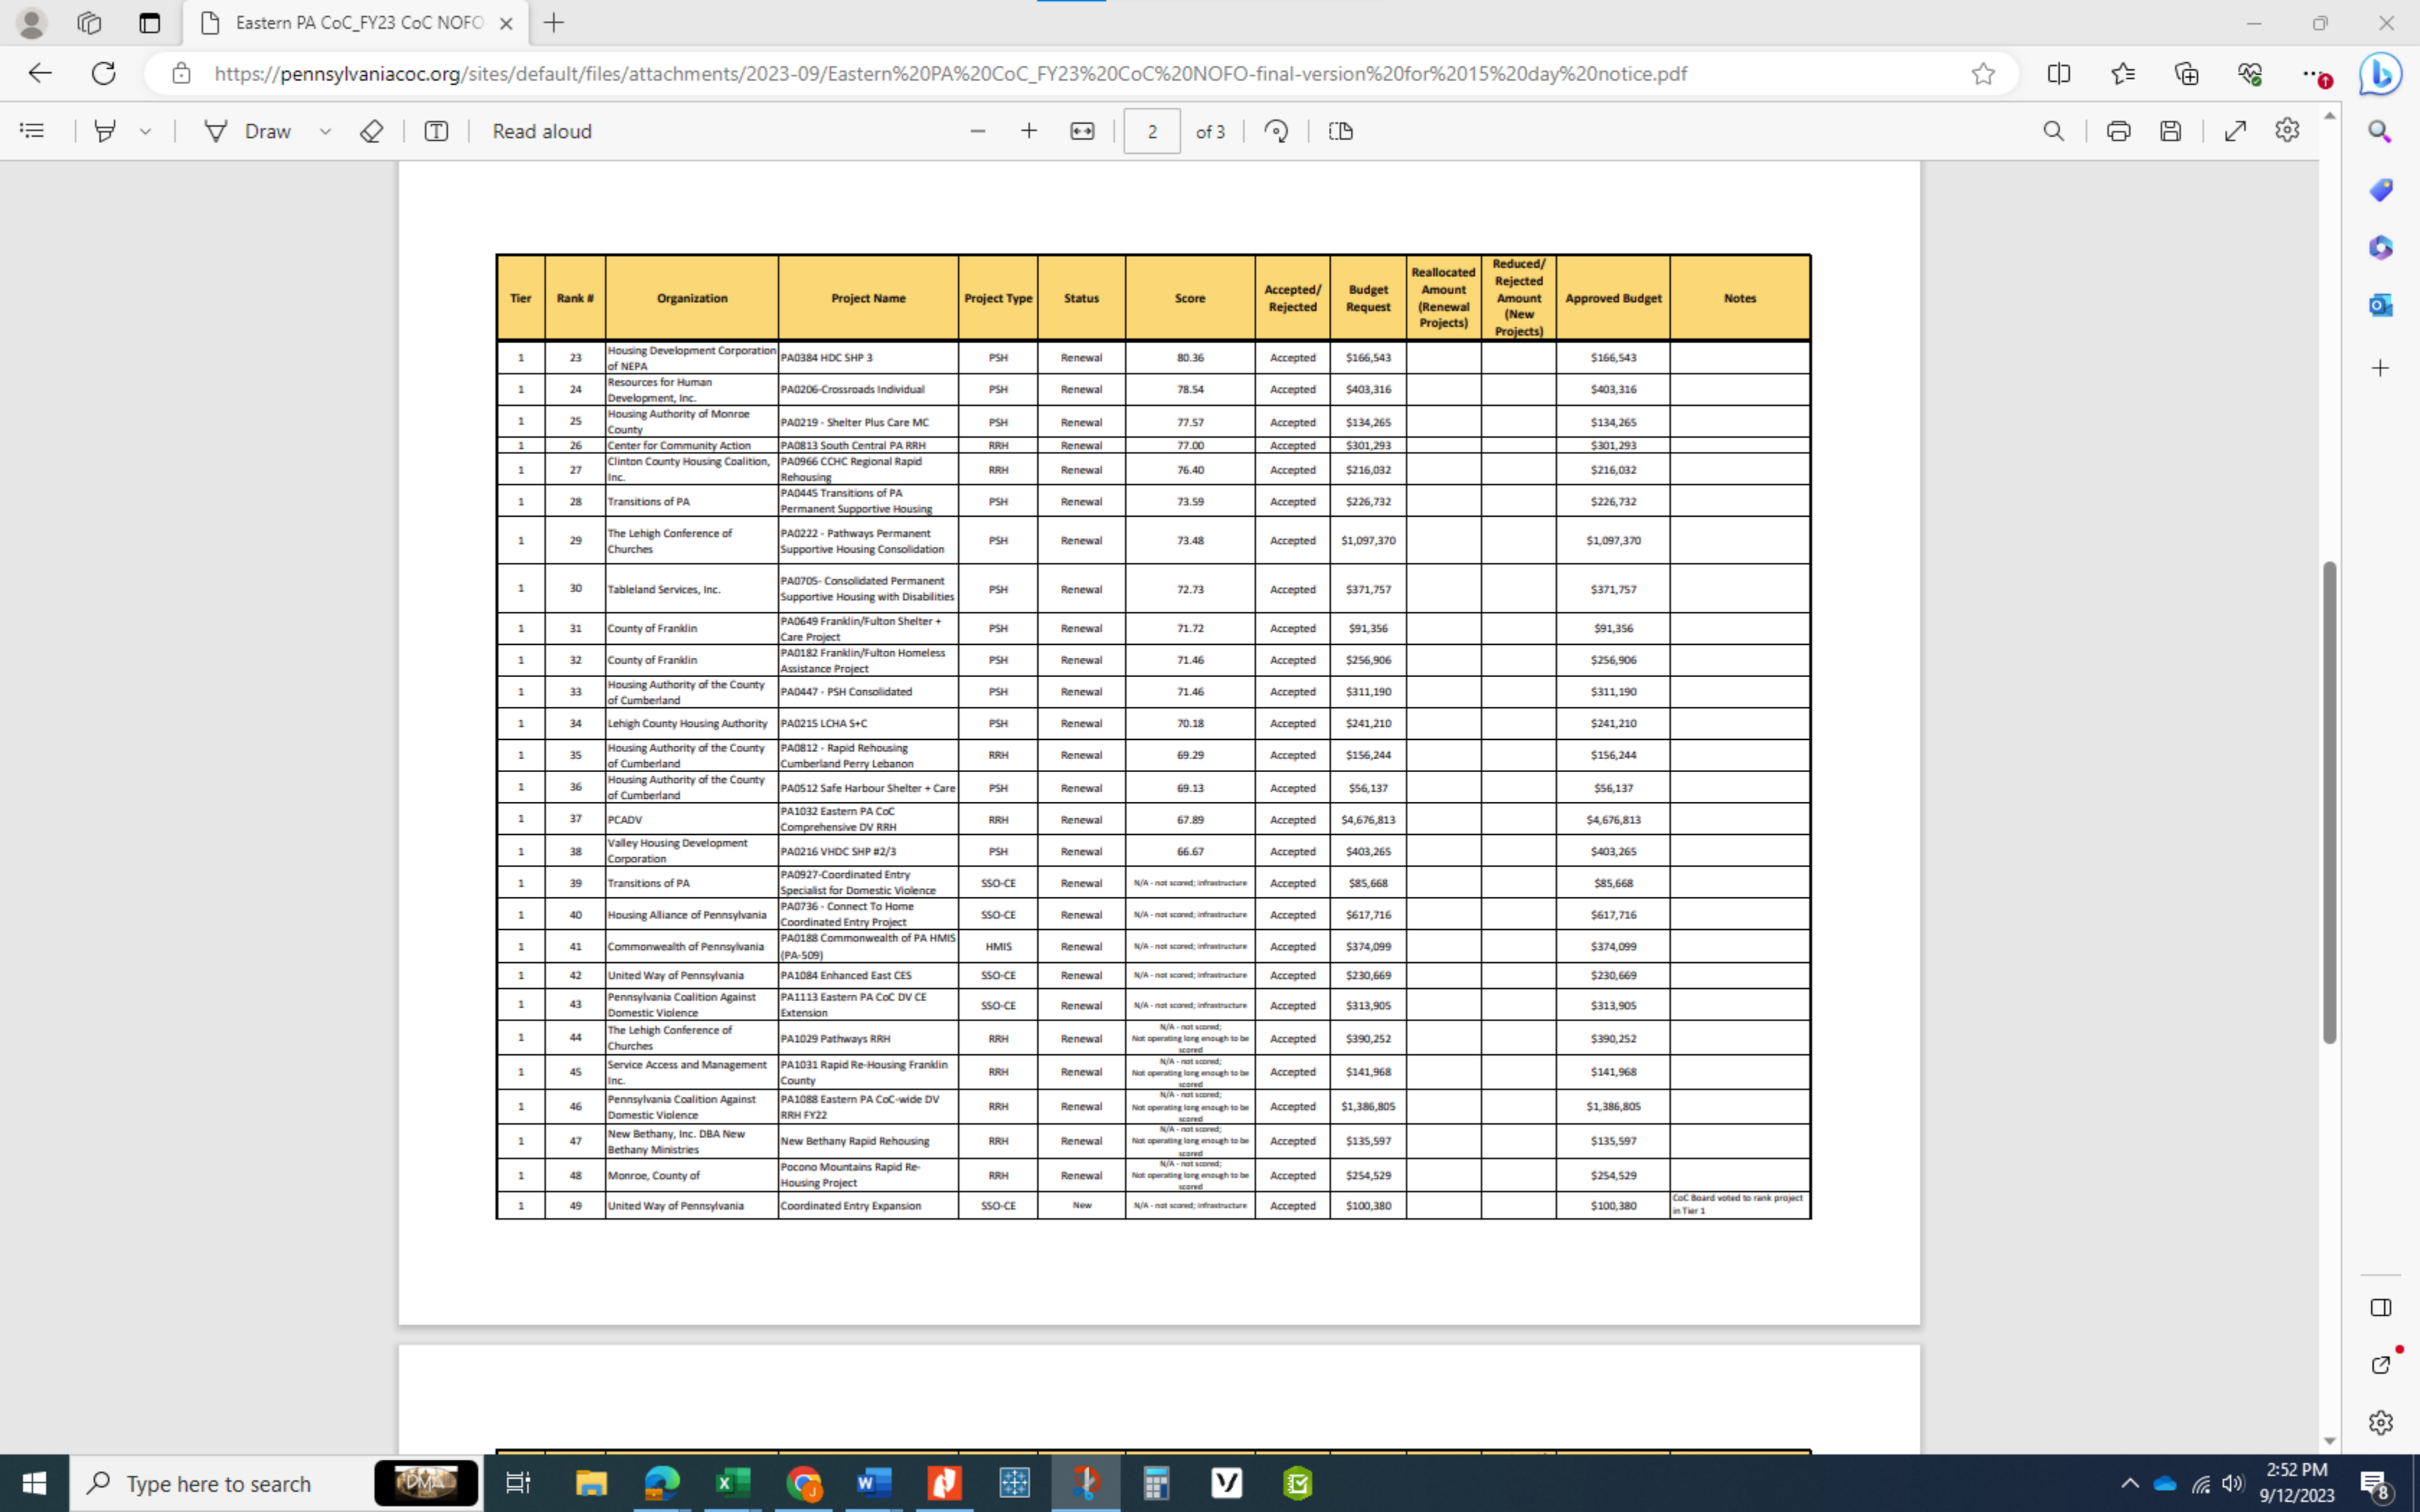 Eastern PA CoC_FY23 CoC NOFO
https://pennsylvaniacoc.org/sites/default/files/attachments/2023-09/Eastern%20PA%20CoC_FY23%20CoC%20NOFO-final-version%20for%2015%20day%20notice.pdf
Draw Read aloud 2 of 3
Tier Rank # Organization Project Name Project Type Status Score Accepted/ Rejected Budget Request Reallocated Amount (Renewal Projects) Reduced/ Rejected Amount (New Projects) Approved Budget Notes
1 23 Housing Development Corporation of NEPA PA0384 HDC SHP 3 PSH Renewal 80.36 Accepted $166,543 $166,543
1 24 Resources for Human Development, Inc. PA0206-Crossroads Individual PSH Renewal 78.54 Accepted $403,316 $403,316
1 25 Housing Authority of Monroe County PA0219 - Shelter Plus Care MC PSH Renewal 77.57 Accepted $134,265 $134,265
1 26 Center for Community Action PA0813 South Central PA RRH RRH Renewal 77.00 Accepted $301,293 $301,293
1 27 Clinton County Housing Coalition, Inc. PA0966 CCHC Regional Rapid Rehousing RRH Renewal 76.40 Accepted $216,032 $216,032
1 28 Transitions of PA PA0445 Transitions of PA Permanent Supportive Housing PSH Renewal 73.59 Accepted $226,732 $226,732
1 29 The Lehigh Conference of Churches PA0222 - Pathways Permanent Supportive Housing Consolidation PSH Renewal 73.48 Accepted $1,097,370 $1,097,370
1 30 Tableland Services, Inc. PA0705- Consolidated Permanent Supportive Housing with Disabilities PSH Renewal 72.73 Accepted $371,757 $371,757
1 31 County of Franklin PA0649 Franklin/Fulton Shelter + Care Project PSH Renewal 71.72 Accepted $91,356 $91,356
1 32 County of Franklin PA0182 Franklin/Fulton Homeless Assistance Project PSH Renewal 71.46 Accepted $256,906 $256,906
1 33 Housing Authority of the County of Cumberland PA0447 - PSH Consolidated PSH Renewal 71.46 Accepted $311,190 $311,190
1 34 Lehigh County Housing Authority PA0215 LCHA S+C PSH Renewal 70.18 Accepted $241,210 $241,210
1 35 Housing Authority of the County of Cumberland PA0812 - Rapid Rehousing Cumberland Perry Lebanon RRH Renewal 69.29 Accepted $156,244 $156,244
1 36 Housing Authority of the County of Cumberland PA0512 Safe Harbour Shelter + Care PSH Renewal 69.13 Accepted $56,137 $56,137
1 37 PCADV PA1032 Eastern PA CoC Comprehensive DV RRH RRH Renewal 67.89 Accepted $4,676,813 $4,676,813
1 38 Valley Housing Development Corporation PA0216 VHDC SHP #2/3 PSH Renewal 66.67 Accepted $403,265 $403,265
1 39 Transitions of PA PA0927-Coordinated Entry Specialist for Domestic Violence SSO-CE Renewal N/A - not scored; infrastructure Accepted $85,668 $85,668
1 40 Housing Alliance of Pennsylvania PA0736 - Connect To Home Coordinated Entry Project SSO-CE Renewal N/A - not scored; infrastructure Accepted $617,716 $617,716
1 41 Commonwealth of Pennsylvania PA0188 Commonwealth of PA HMIS (PA-509) HMIS Renewal N/A - not scored; infrastructure Accepted $374,099 $374,099
1 42 United Way of Pennsylvania PA1084 Enhanced East CES SSO-CE Renewal N/A - not scored; infrastructure Accepted $230,669 $230,669
1 43 Pennsylvania Coalition Against Domestic Violence PA1113 Eastern PA CoC DV CE Extension SSO-CE Renewal N/A - not scored; infrastructure Accepted $313,905 $313,905
1 44 The Lehigh Conference of Churches PA1029 Pathways RRH RRH Renewal N/A - not scored; Not operating long enough to be scored Accepted $390,252 $390,252
1 45 Service Access and Management Inc. PA1031 Rapid Re-Housing Franklin County RRH Renewal N/A - not scored; Not operating long enough to be scored Accepted $141,968 $141,968
1 46 Pennsylvania Coalition Against Domestic Violence PA1088 Eastern PA CoC-wide DV RRH FY22 RRH Renewal N/A - not scored; Not operating long enough to be scored Accepted $1,386,805 $1,386,805
1 47 New Bethany, Inc. DBA New Bethany Ministries New Bethany Rapid Rehousing RRH Renewal N/A - not scored; Not operating long enough to be scored Accepted $135,597 $135,597
1 48 Monroe, County of Pocono Mountains Rapid Re-Housing Project RRH Renewal N/A - not scored; Not operating long enough to be scored Accepted $254,529 $254,529
1 49 United Way of Pennsylvania Coordinated Entry Expansion SSO-CE New N/A - not scored; infrastructure Accepted $100,380 $100,380 CoC Board voted to rank project in Tier 1
Type here to search DMA
2:52 PM
9/12/2023
8